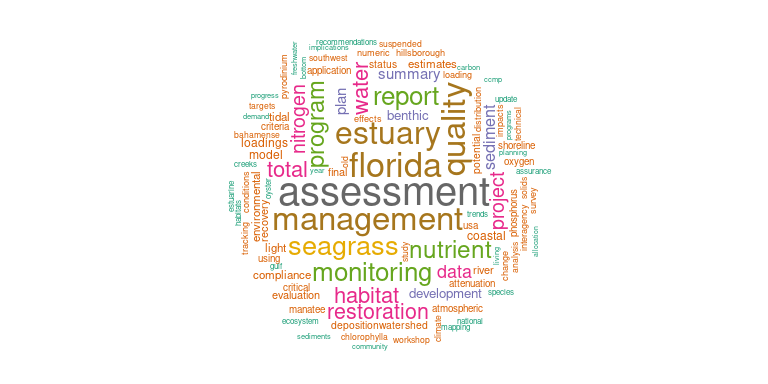 recommendations
implications
suspended
freshwater
southwest
numeric
hillsborough
bottom
pyrodinium
application
status
estimates
carbon
summary
loading
ccmp
progress
targets
nitrogen
program
plan
water
report
quality
distribution
update
demand
tidal
effects
benthic
potential
sediment
impacts
programs
technical
bahamense
criteria
estuary
loadings.
shoreline
model
old
florida
planning
creeks
total
year
final
oxygen
assurance
estuarine
habitats
conditions
environmental
oyster
assessment
project
phosphorus
solids
survey
tracking
recovery
management
trends
usa
coastal
interagency
allocation
light
seagrass
study
nutrient
living
change
analysis
using
gulf
compliance
monitoring
data
river
critical
attenuation
evaluation
habitat
development
species
manatee
restoration
atmospheric
ecosystem
depositionwatershed
climate
mapping
national
sediments
chlorophylla
workshop
community